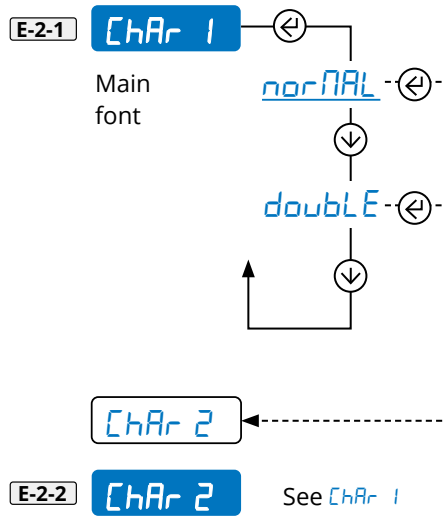 E-2-1 ChAr 1
Main
font
norMAL
doubLE
ChAr 2
E-2-2 ChAr 2 See ChAr 1